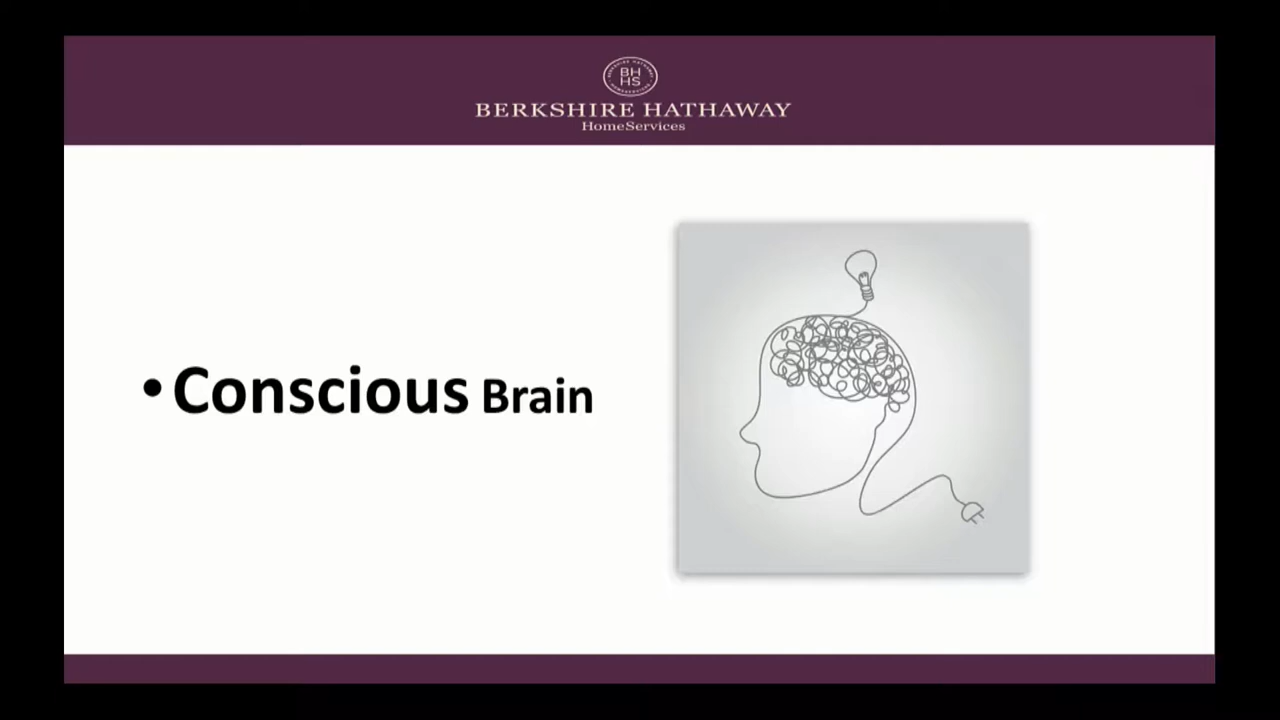 BH
HS
BERKSHIRE HATHAWAY
HomeServices
• Conscious Brain